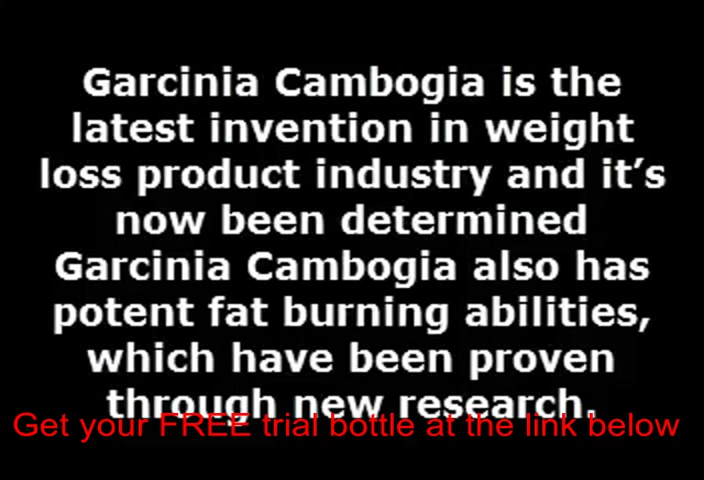 Garcinia Cambogia is the
latest invention in weight
loss product industry and it’s
now been determined
Garcinia Cambogia also has
potent fat burning abilities,
which have been proven
through new research.
Get your FREE trial bottle at the link below